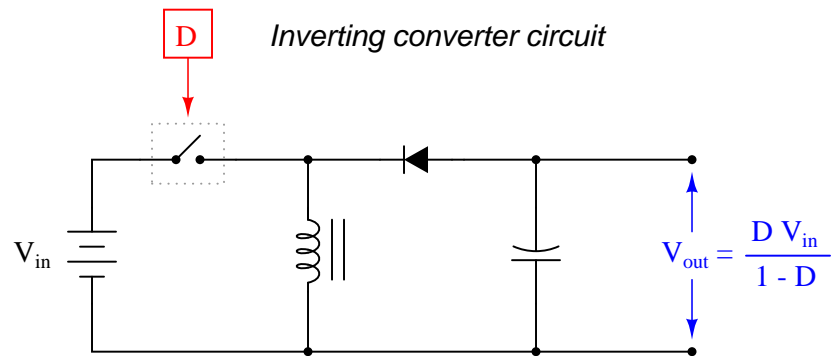 D
Inverting converter circuit
V_in
V_out = D V_in / 1 - D